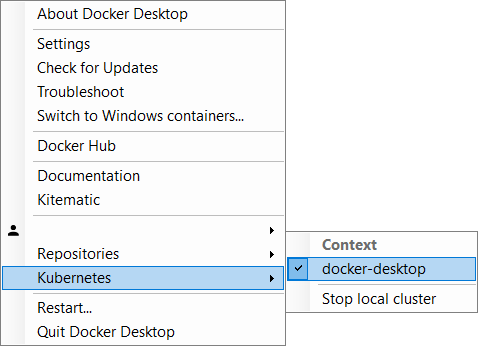 About Docker Desktop
Settings
Check for Updates
Troubleshoot
Switch to Windows containers...
Docker Hub
Documentation
Kitematic
Repositories
Kubernetes
Context
docker-desktop
Stop local cluster
Restart...
Quit Docker Desktop